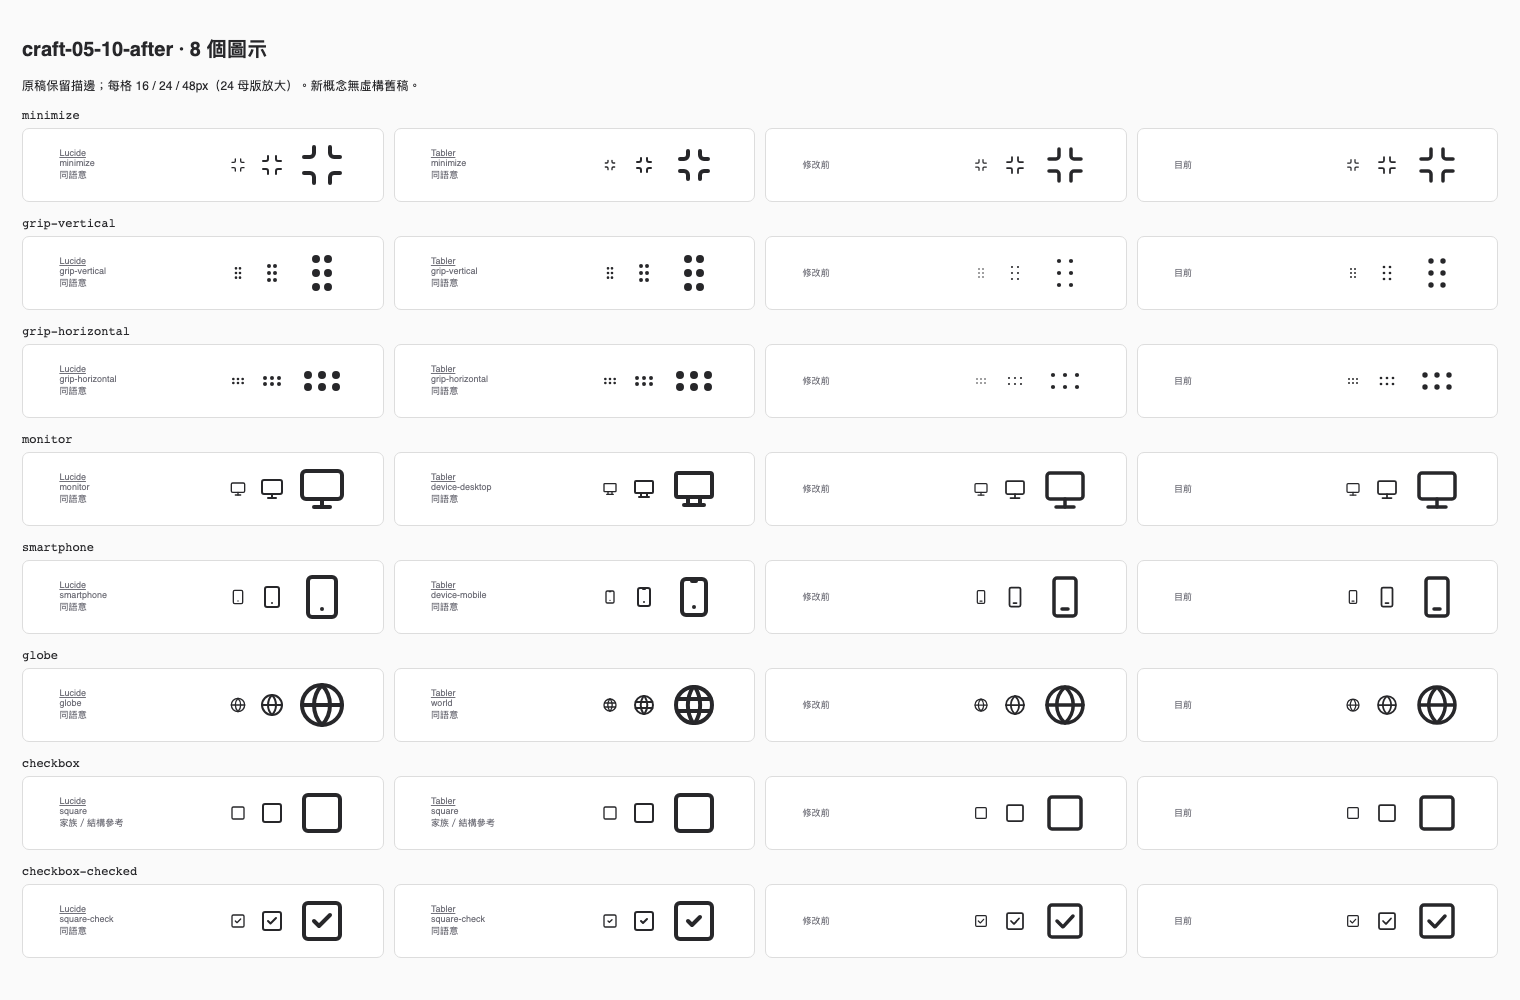 craft-05-10-after · 8 個圖示
原稿保留描邊；每格 16 / 24 / 48px（24 母版放大）。新概念無虛構舊稿。
minimize
Lucide
minimize
同語意
Tabler
minimize
同語意
修改前
目前
grip-vertical
Lucide
grip-vertical
同語意
Tabler
grip-vertical
同語意
修改前
目前
grip-horizontal
Lucide
grip-horizontal
同語意
Tabler
grip-horizontal
同語意
修改前
目前
monitor
Lucide
monitor
同語意
Tabler
device-desktop
同語意
修改前
目前
smartphone
Lucide
smartphone
同語意
Tabler
device-mobile
同語意
修改前
目前
globe
Lucide
globe
同語意
Tabler
world
同語意
修改前
目前
checkbox
Lucide
square
家族 / 結構參考
Tabler
square
家族 / 結構參考
修改前
目前
checkbox-checked
Lucide
square-check
同語意
Tabler
square-check
同語意
修改前
目前